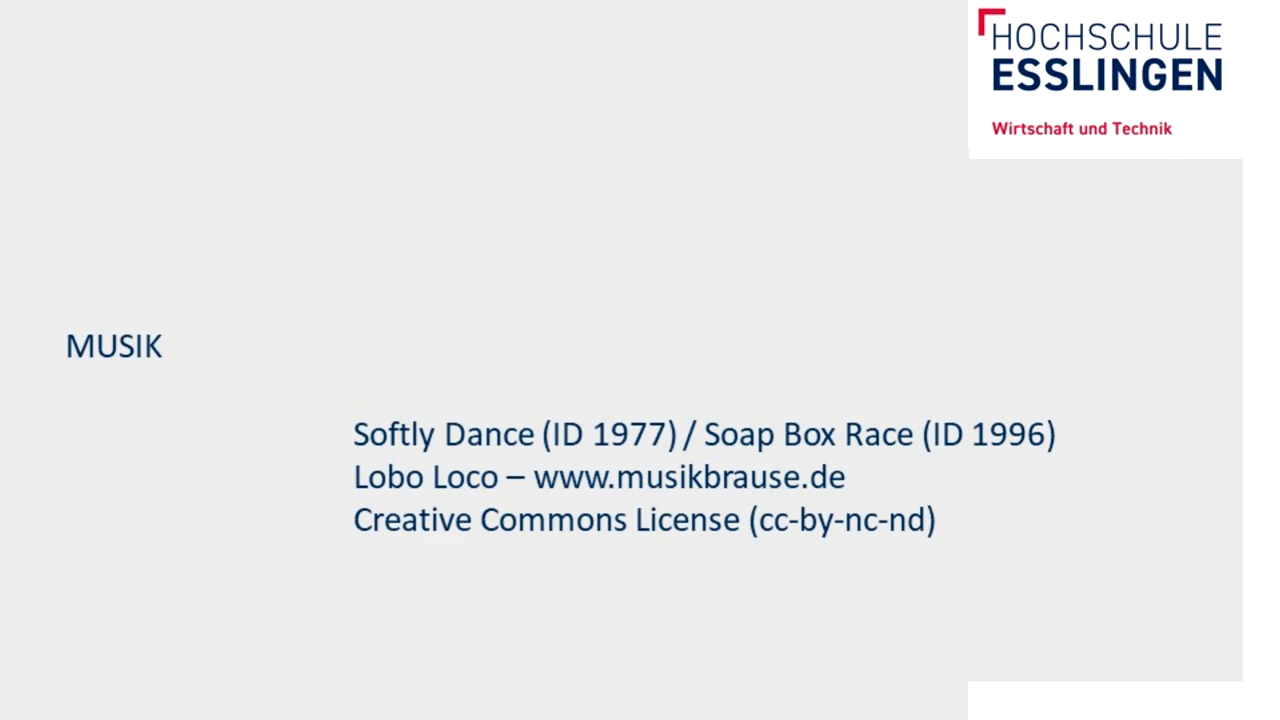 HOCHSCHULE
ESSLINGEN
Wirtschaft und Technik
MUSIK
Softly Dance (ID 1977) / Soap Box Race (ID 1996)
Lobo Loco – www.musikbrause.de
Creative Commons License (cc-by-nc-nd)